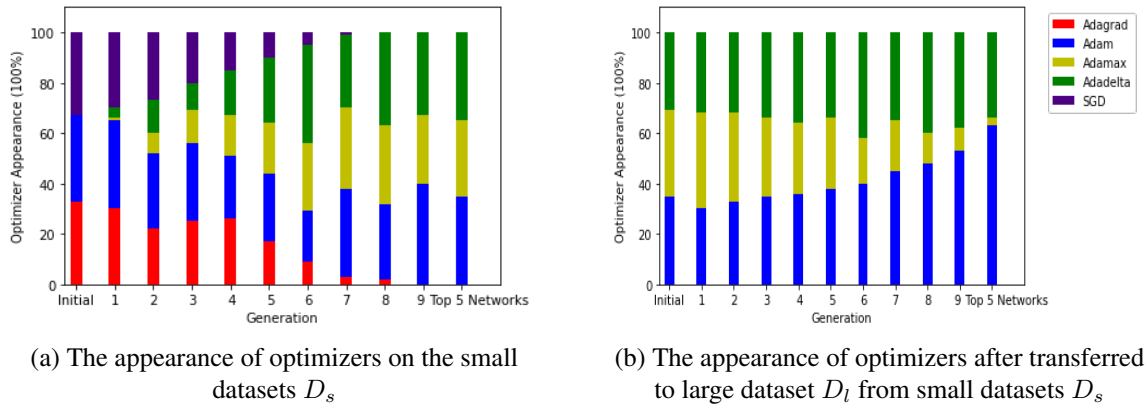 Optimizer Appearance (100%)
100
80
60
40
20
0
Initial 1 2 3 4 5 6 7 8 9 Top 5 Networks
Generation
(a) The appearance of optimizers on the small
datasets Ds
Optimizer Appearance (100%)
100
80
60
40
20
0
Initial 1 2 3 4 5 6 7 8 9 Top 5 Networks
Generation
Adagrad
Adam
Adamax
Adadelta
SGD
(b) The appearance of optimizers after transferred
to large dataset Dl from small datasets Ds